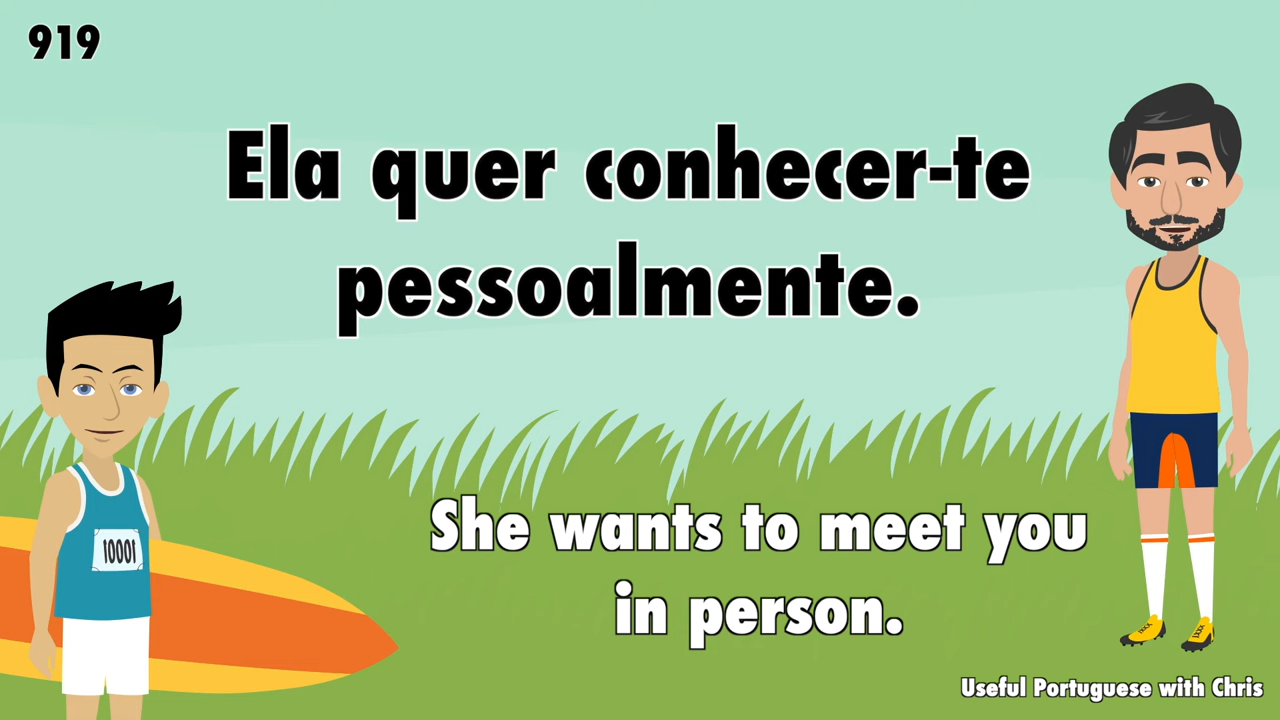 919
Ela quer conhecer-te
pessoalmente.
10001
She wants to meet you
in person.
Useful Portuguese with Chris